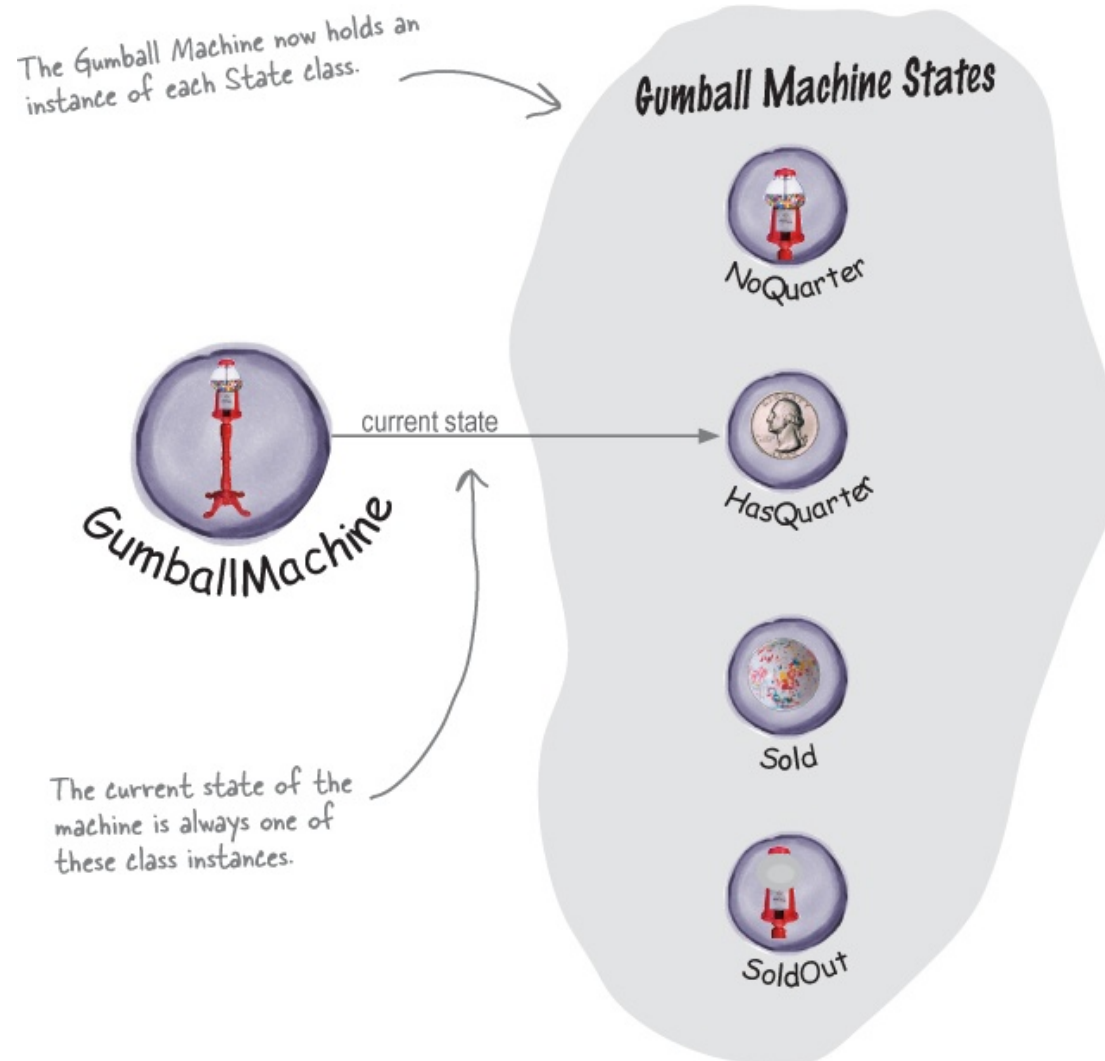 The Gumball Machine now holds an
instance of each State class.
Gumball Machine States
NoQuarter
current state
HasQuarter
GumballMachine
Sold
The current state of the
machine is always one of
these class instances.
SoldOut